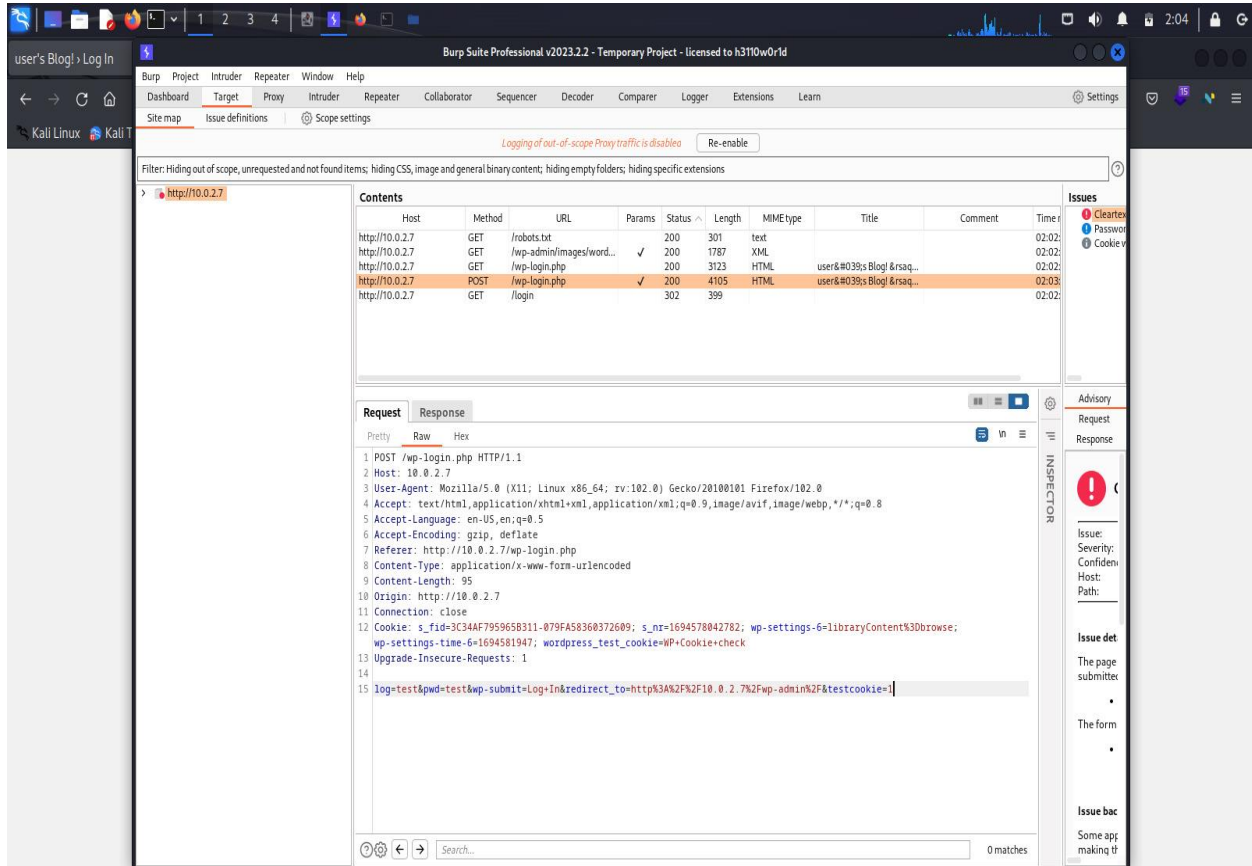 1 2 3 4
2:04
user's Blog! › Log In
Burp Suite Professional v2023.2.2 - Temporary Project - licensed to h3110w0r1d
Burp Project Intruder Repeater Window Help
Dashboard Target Proxy Intruder Repeater Collaborator Sequencer Decoder Comparer Logger Extensions Learn Settings
15
Site map Issue definitions Scope settings
Kali Linux Kali T
Logging of out-of-scope Proxy traffic is disabled Re-enable
Filter: Hiding out of scope, unrequested and not found items; hiding CSS, image and general binary content; hiding empty folders; hiding specific extensions
http://10.0.2.7
Contents
Host Method URL Params Status Length MIME type Title Comment Time r
http://10.0.2.7 GET /robots.txt 200 301 text 02:02:
http://10.0.2.7 GET /wp-admin/images/word... ✓ 200 1787 XML 02:02:
http://10.0.2.7 GET /wp-login.php 200 3123 HTML user&#039;s Blog! &rsaq... 02:02:
http://10.0.2.7 POST /wp-login.php ✓ 200 4105 HTML user&#039;s Blog! &rsaq... 02:03:
http://10.0.2.7 GET /login 302 399 02:02:
Issues
Cleartex
Passwor
Cookie w
Request Response
Pretty Raw Hex
\n
1 POST /wp-login.php HTTP/1.1
2 Host: 10.0.2.7
3 User-Agent: Mozilla/5.0 (X11; Linux x86_64; rv:102.0) Gecko/20100101 Firefox/102.0
4 Accept: text/html,application/xhtml+xml,application/xml;q=0.9,image/avif,image/webp,*/*;q=0.8
5 Accept-Language: en-US,en;q=0.5
6 Accept-Encoding: gzip, deflate
7 Referer: http://10.0.2.7/wp-login.php
8 Content-Type: application/x-www-form-urlencoded
9 Content-Length: 95
10 Origin: http://10.0.2.7
11 Connection: close
12 Cookie: s_fid=3C34AF795965B311-079FA58360372609; s_nr=1694578042782; wp-settings-6=libraryContent%3Dbrowse;
wp-settings-time-6=1694581947; wordpress_test_cookie=WP+Cookie+check
13 Upgrade-Insecure-Requests: 1
14
15 log=test&pwd=test&wp-submit=Log+In&redirect_to=http%3A%2F%2F10.0.2.7%2Fwp-admin%2F&testcookie=1
Search...
0 matches
INSPECTOR
Advisory
Request
Response
Issue:
Severity:
Confiden
Host:
Path:
Issue det
The page
submitted
The form
Issue bac
Some app
making th